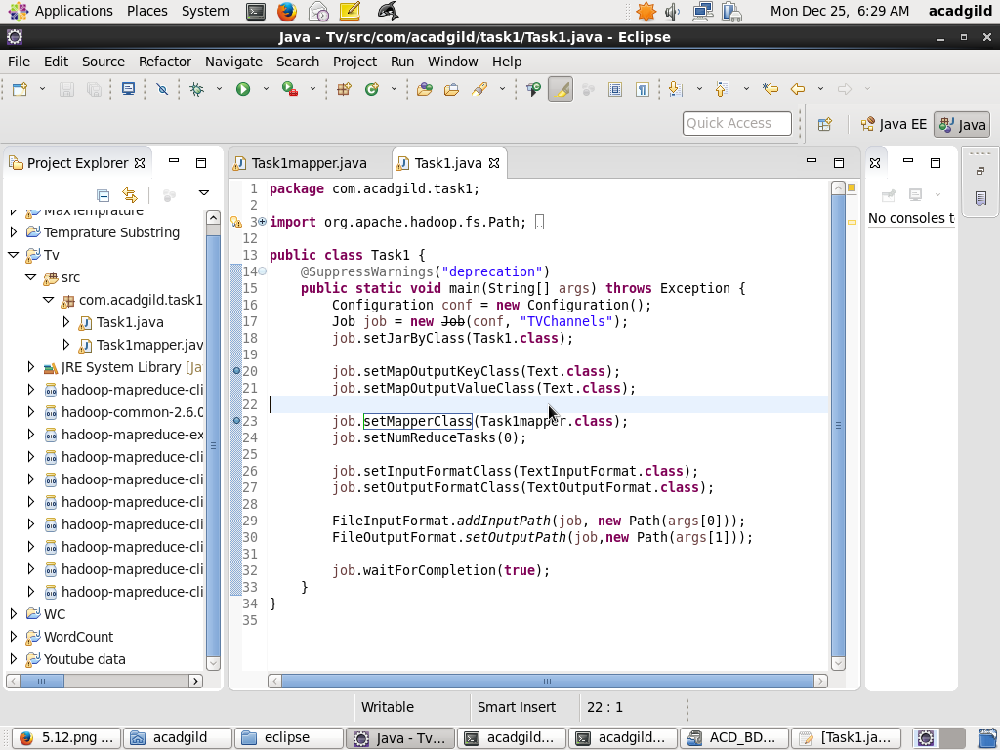 Applications Places System Mon Dec 25, 6:29 AM acadgild
Java - Tv/src/com/acadgild/task1/Task1.java - Eclipse
File Edit Source Refactor Navigate Search Project Run Window Help
Quick Access Java EE Java
Project Explorer Task1mapper.java Task1.java
MaxTemprature
Temprature Substring
Tv
src
com.acadgild.task1
Task1.java
Task1mapper.jav
JRE System Library [Ja
hadoop-mapreduce-cli
hadoop-common-2.6.0
hadoop-mapreduce-ex
hadoop-mapreduce-cli
hadoop-mapreduce-cli
hadoop-mapreduce-cli
hadoop-mapreduce-cli
hadoop-mapreduce-cli
hadoop-mapreduce-cli
hadoop-mapreduce-cli
WC
WordCount
Youtube data
1 package com.acadgild.task1;
2
3 import org.apache.hadoop.fs.Path;
12
13 public class Task1 {
14 @SuppressWarnings("deprecation")
15 public static void main(String[] args) throws Exception {
16 Configuration conf = new Configuration();
17 Job job = new Job(conf, "TVChannels");
18 job.setJarByClass(Task1.class);
19
20 job.setMapOutputKeyClass(Text.class);
21 job.setMapOutputValueClass(Text.class);
22
23 job.setMapperClass(Task1mapper.class);
24 job.setNumReduceTasks(0);
25
26 job.setInputFormatClass(TextInputFormat.class);
27 job.setOutputFormatClass(TextOutputFormat.class);
28
29 FileInputFormat.addInputPath(job, new Path(args[0]));
30 FileOutputFormat.setOutputPath(job,new Path(args[1]));
31
32 job.waitForCompletion(true);
33 }
34 }
35
No consoles t
Writable Smart Insert 22 : 1
5.12.png ... acadgild eclipse Java - Tv... acadgild... acadgild... ACD_BD... [Task1.ja...